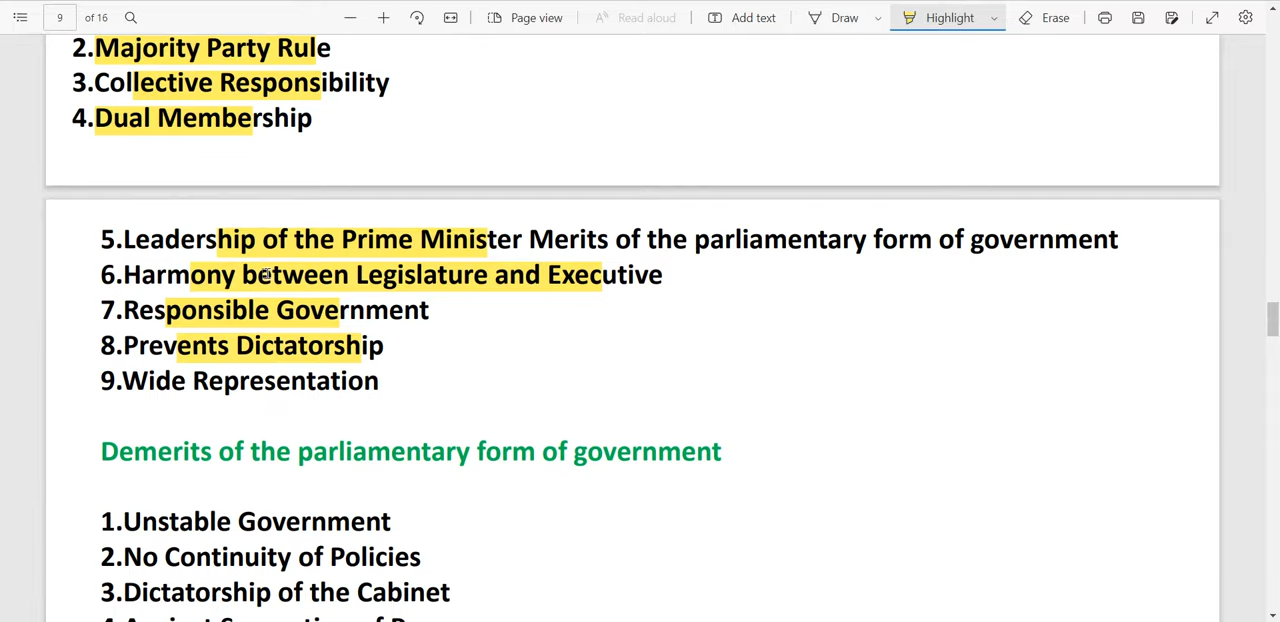 9 of 16 Page view Read aloud Add text Draw Highlight Erase
2.Majority Party Rule
3.Collective Responsibility
4.Dual Membership
5.Leadership of the Prime Minister Merits of the parliamentary form of government
6.Harmony between Legislature and Executive
7.Responsible Government
8.Prevents Dictatorship
9.Wide Representation
Demerits of the parliamentary form of government
1.Unstable Government
2.No Continuity of Policies
3.Dictatorship of the Cabinet